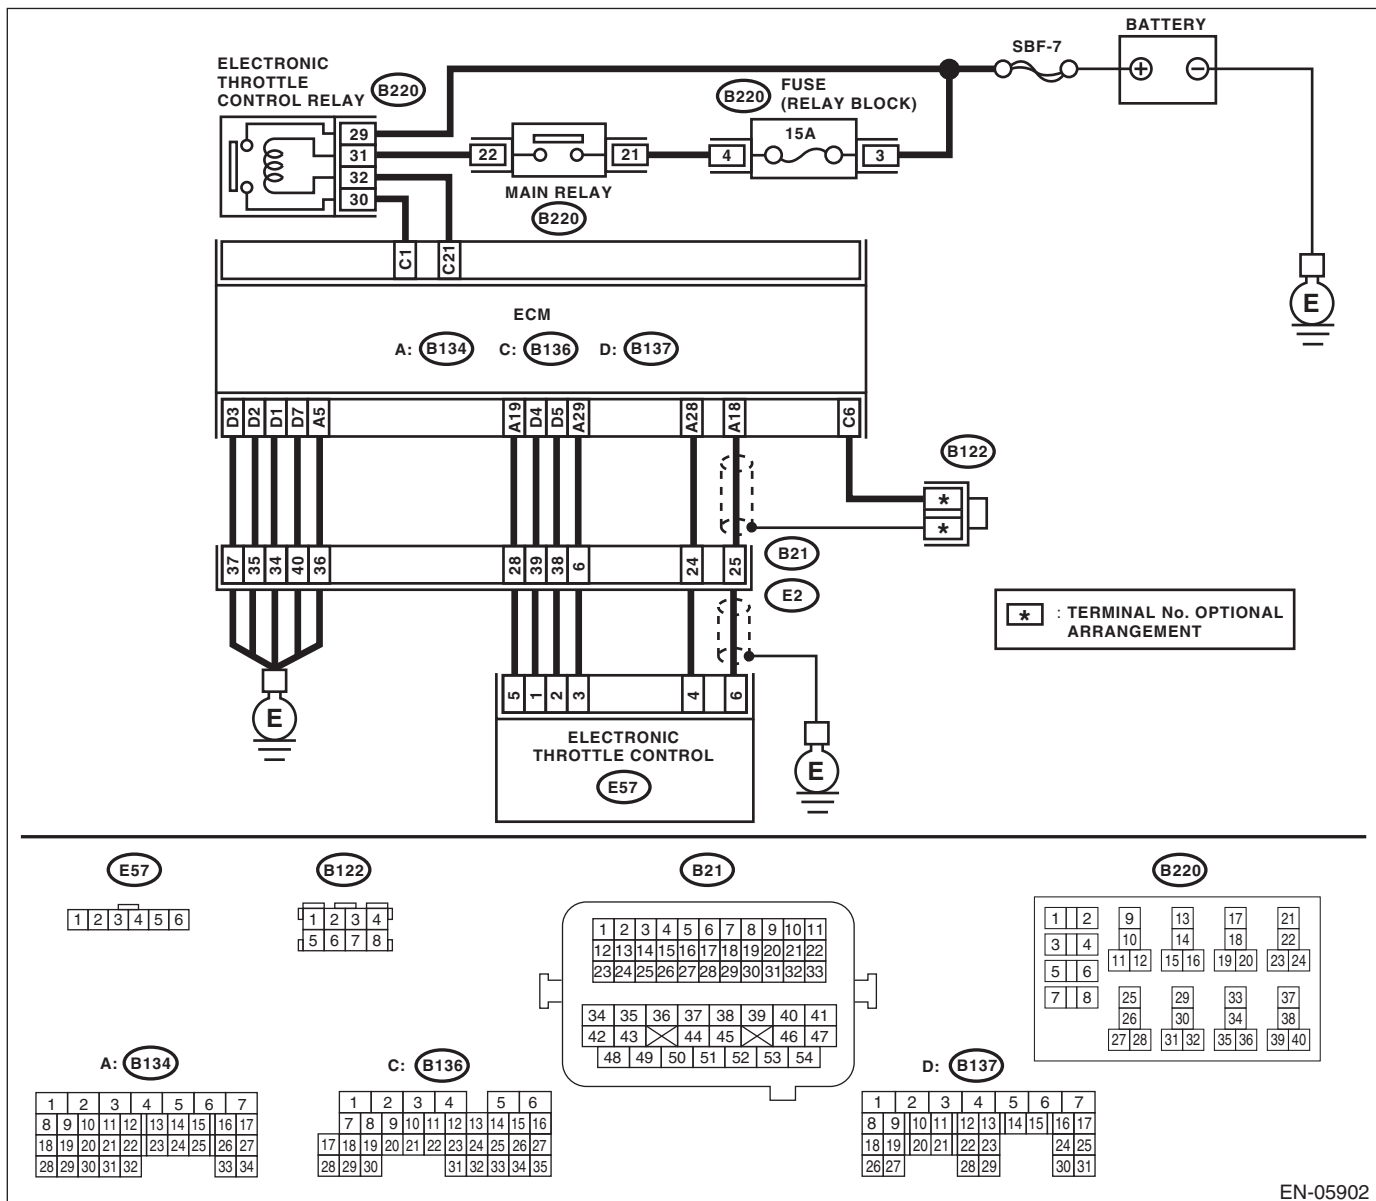 BATTERY
SBF-7
ELECTRONIC
THROTTLE
CONTROL RELAY
B220
B220
FUSE
(RELAY BLOCK)
15A
29
31
32
30
22
21
4
3
MAIN RELAY
B220
C1
C21
E
ECM
A: B134 C: B136 D: B137
D3 D2 D1 D7 A5 A19 D4 D5 A29 A28 A18 C6
B122
*
*
37 35 34 40 36 28 39 38 6 24 25
B21
E2
* : TERMINAL No. OPTIONAL
ARRANGEMENT
5 1 2 3 4 6
E
ELECTRONIC
THROTTLE CONTROL
E57
E
E57
1 2 3 4 5 6
B122
1 2 3 4
5 6 7 8
B21
1 2 3 4 5 6 7 8 9 10 11
12 13 14 15 16 17 18 19 20 21 22
23 24 25 26 27 28 29 30 31 32 33
34 35 36 37 38 39 40 41
42 43 44 45 46 47
48 49 50 51 52 53 54
B220
1 2 9 13 17 21
3 4 10 14 18 22
11 12 15 16 19 20 23 24
5 6
7 8 25 29 33 37
26 30 34 38
27 28 31 32 35 36 39 40
A: B134
1 2 3 4 5 6 7
8 9 10 11 12 13 14 15 16 17
18 19 20 21 22 23 24 25 26 27
28 29 30 31 32 33 34
C: B136
1 2 3 4 5 6
7 8 9 10 11 12 13 14 15 16
17 18 19 20 21 22 23 24 25 26 27
28 29 30 31 32 33 34 35
D: B137
1 2 3 4 5 6 7
8 9 10 11 12 13 14 15 16 17
18 19 20 21 22 23 24 25
26 27 28 29 30 31
EN-05902